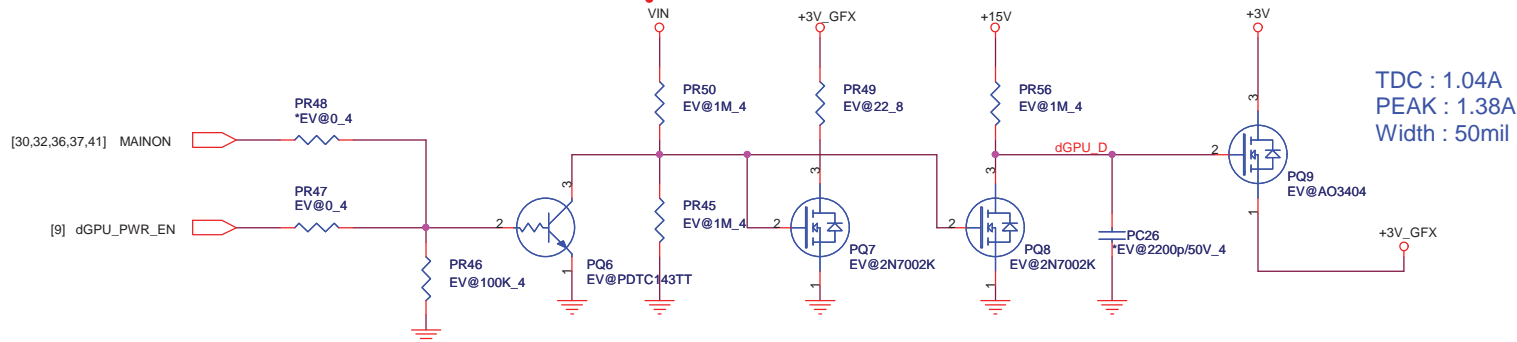 VIN
+3V_GFX
+15V
+3V
PR50
EV@1M_4
PR49
EV@22_8
PR56
EV@1M_4
TDC : 1.04A
PEAK : 1.38A
Width : 50mil
PR48
*EV@0_4
[30,32,36,37,41] MAINON
3
dGPU_D
2
PQ9
EV@AO3404
1
PR47
EV@0_4
[9] dGPU_PWR_EN
2
3
PR45
EV@1M_4
2
3
2
3
PC26
*EV@2200p/50V_4
+3V_GFX
PR46
EV@100K_4
1
PQ6
EV@PDTC143TT
1
PQ7
EV@2N7002K
1
PQ8
EV@2N7002K